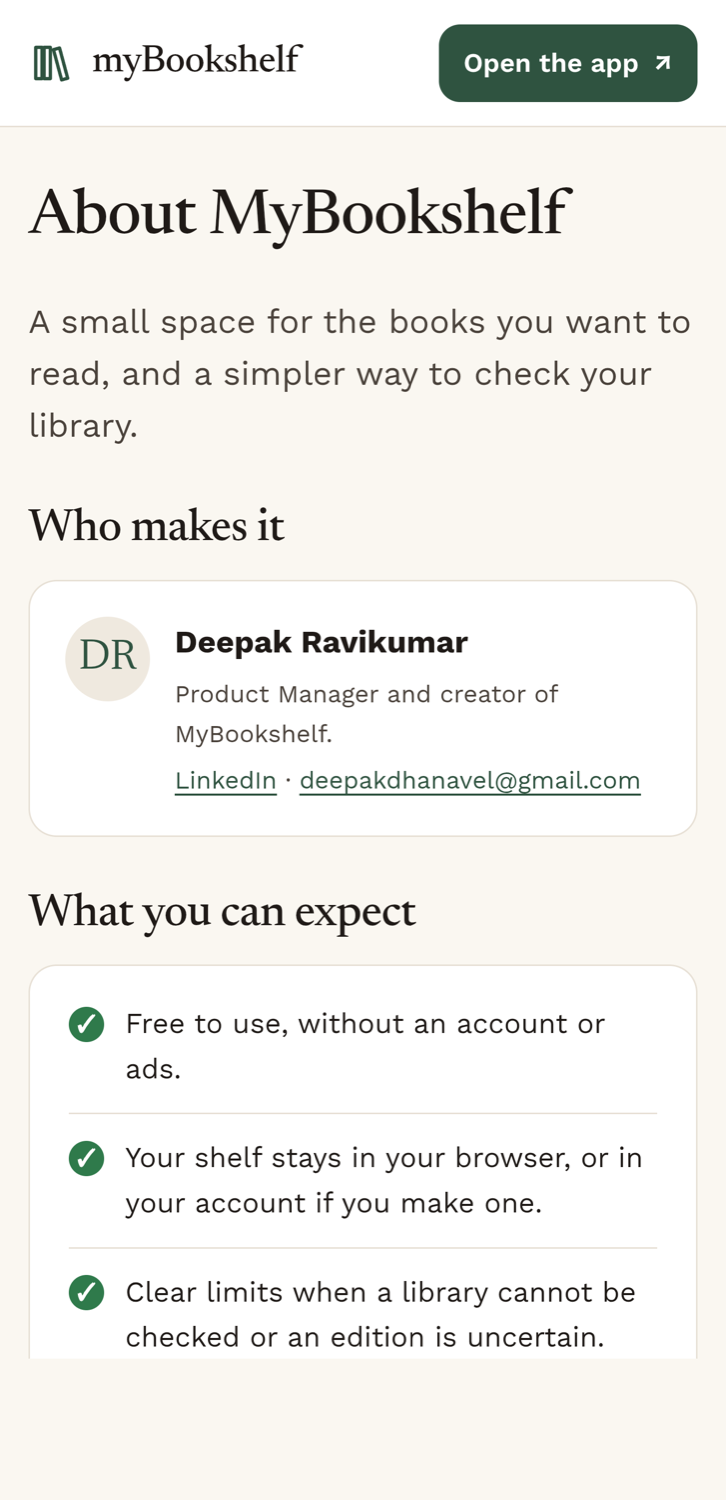 myBookshelf
Open the app ↗
About MyBookshelf
A small space for the books you want to
read, and a simpler way to check your
library.
Who makes it
DR
Deepak Ravikumar
Product Manager and creator of
MyBookshelf.
LinkedIn · deepakdhanavel@gmail.com
What you can expect
Free to use, without an account or
ads.
Your shelf stays in your browser, or in
your account if you make one.
Clear limits when a library cannot be
checked or an edition is uncertain.